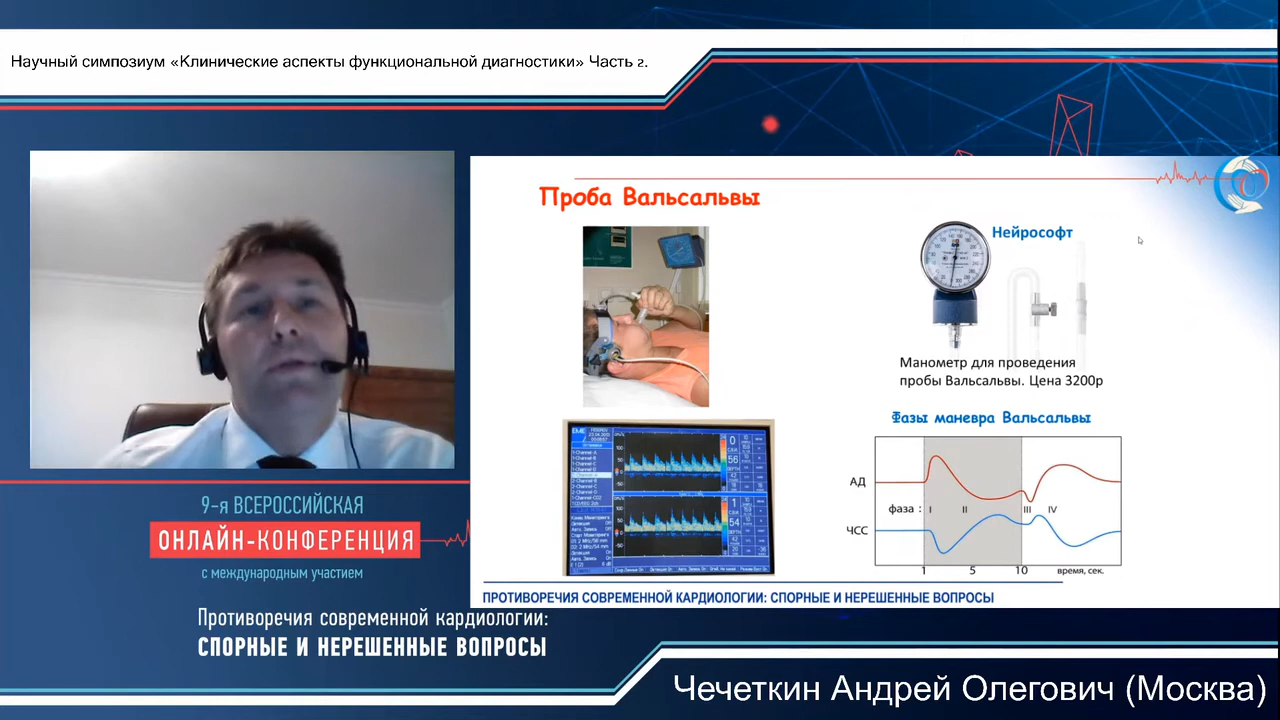 Научный симпозиум «Клинические аспекты функциональной диагностики» Часть 2.
Проба Вальсальвы
Нейрософт
Манометр для проведения
пробы Вальсальвы. Цена 3200р
Фазы маневра Вальсальвы
АД
фаза : I II III IV
ЧСС
1 5 10 время, сек.
ПРОТИВОРЕЧИЯ СОВРЕМЕННОЙ КАРДИОЛОГИИ: СПОРНЫЕ И НЕРЕШЕННЫЕ ВОПРОСЫ
9-я ВСЕРОССИЙСКАЯ
ОНЛАЙН-КОНФЕРЕНЦИЯ
с международным участием
Противоречия современной кардиологии:
СПОРНЫЕ И НЕРЕШЕННЫЕ ВОПРОСЫ
Чечеткин Андрей Олегович (Москва)